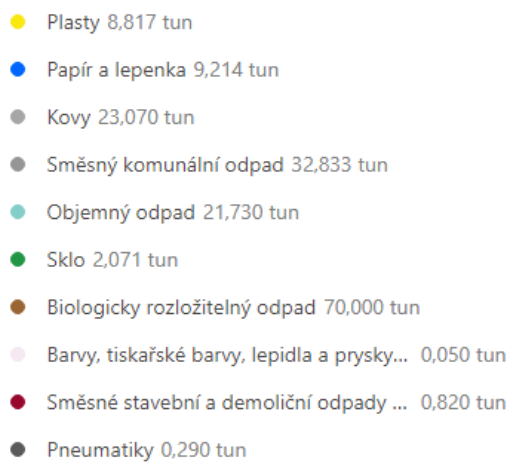 Plasty 8,817 tun
Papír a lepenka 9,214 tun
Kovy 23,070 tun
Směsný komunální odpad 32,833 tun
Objemný odpad 21,730 tun
Sklo 2,071 tun
Biologicky rozložitelný odpad 70,000 tun
Barvy, tiskařské barvy, lepidla a prysky... 0,050 tun
Směsné stavební a demoliční odpady ... 0,820 tun
Pneumatiky 0,290 tun